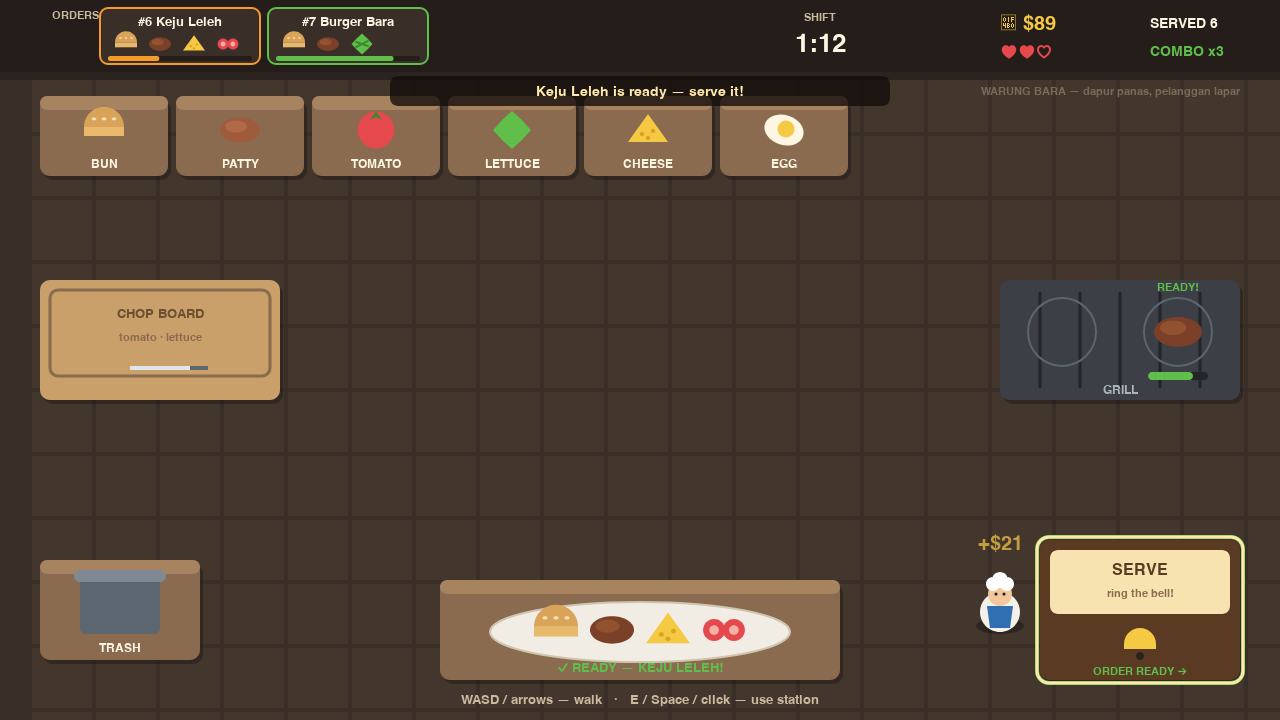 ORDERS
#6 Keju Leleh
#7 Burger Bara
SHIFT
1:12
$89
SERVED 6
COMBO x3
Keju Leleh is ready — serve it!
WARUNG BARA — dapur panas, pelanggan lapar
BUN
PATTY
TOMATO
LETTUCE
CHEESE
EGG
CHOP BOARD
tomato · lettuce
READY!
GRILL
+$21
SERVE
ring the bell!
ORDER READY →
TRASH
✓ READY — KEJU LELEH!
WASD / arrows — walk · E / Space / click — use station